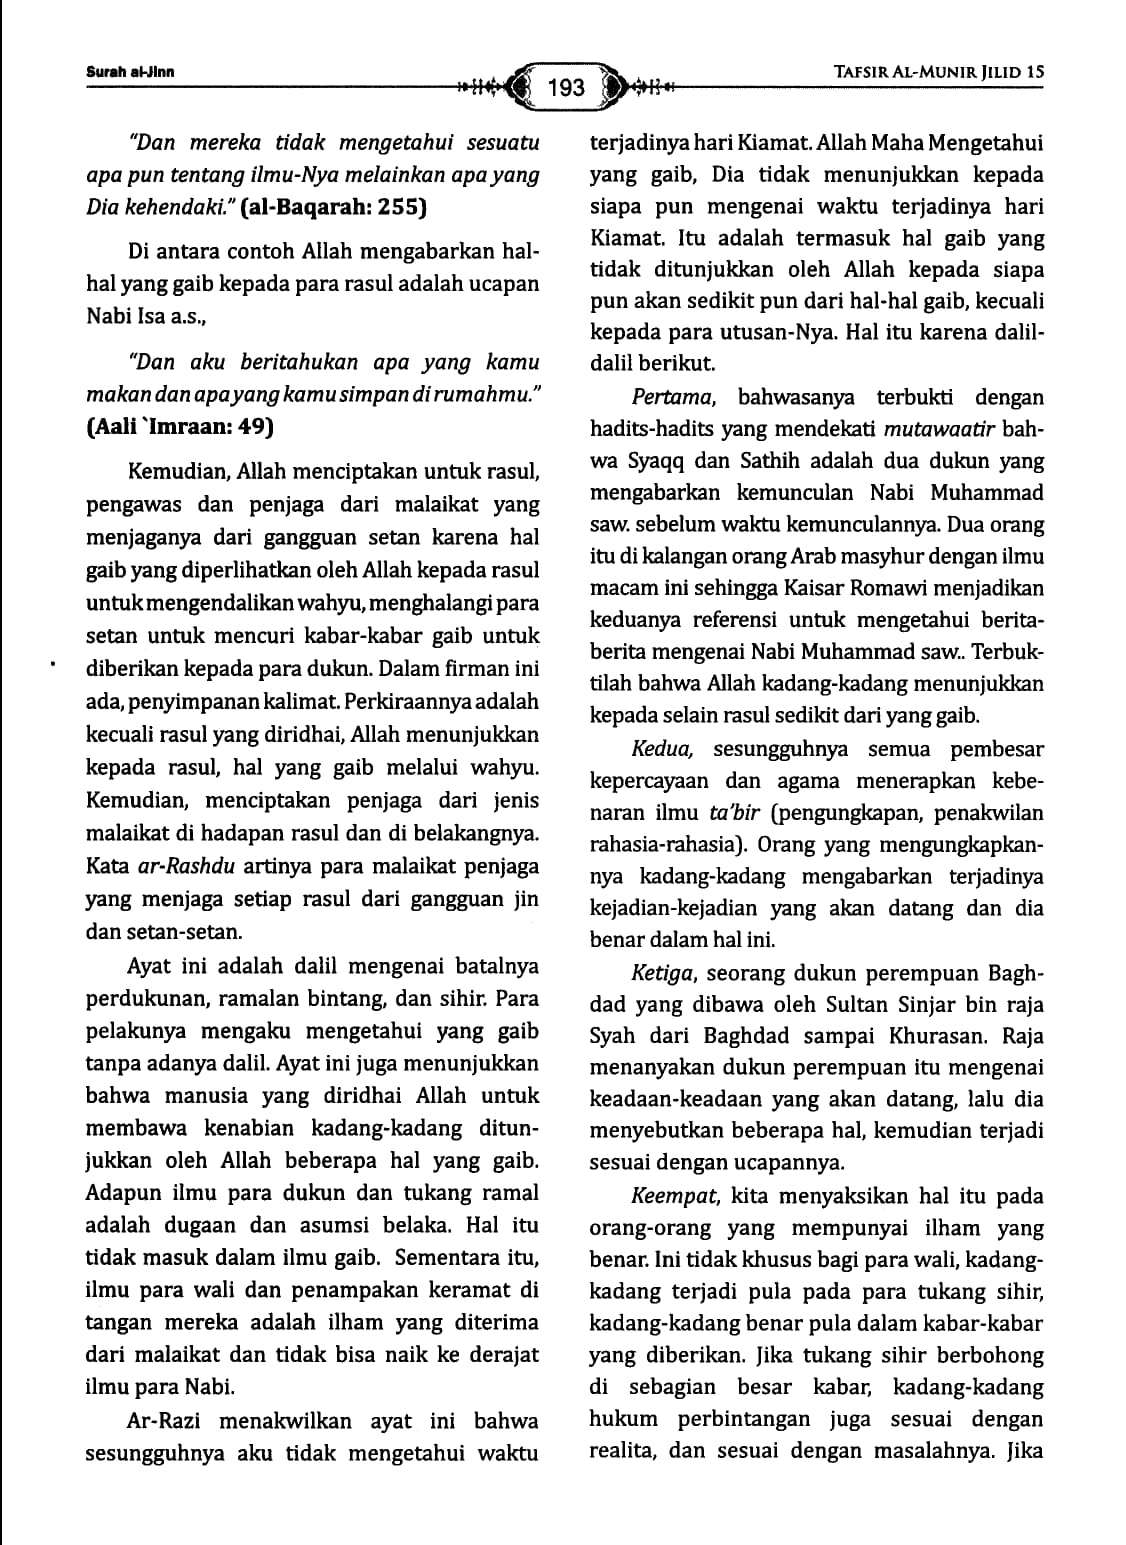 Surah al-Jinn
193
TAFSIR AL-MUNIR JILID 15
“Dan mereka tidak mengetahui sesuatu
apa pun tentang ilmu-Nya melainkan apa yang
Dia kehendaki.” (al-Baqarah: 255)
Di antara contoh Allah mengabarkan hal-
hal yang gaib kepada para rasul adalah ucapan
Nabi Isa a.s.,
“Dan aku beritahukan apa yang kamu
makan dan apa yang kamu simpan di rumahmu.”
(Aali `Imraan: 49)
Kemudian, Allah menciptakan untuk rasul,
pengawas dan penjaga dari malaikat yang
menjaganya dari gangguan setan karena hal
gaib yang diperlihatkan oleh Allah kepada rasul
untuk mengendalikan wahyu, menghalangi para
setan untuk mencuri kabar-kabar gaib untuk
diberikan kepada para dukun. Dalam firman ini
ada, penyimpanan kalimat. Perkiraannya adalah
kecuali rasul yang diridhai, Allah menunjukkan
kepada rasul, hal yang gaib melalui wahyu.
Kemudian, menciptakan penjaga dari jenis
malaikat di hadapan rasul dan di belakangnya.
Kata ar-Rashdu artinya para malaikat penjaga
yang menjaga setiap rasul dari gangguan jin
dan setan-setan.
Ayat ini adalah dalil mengenai batalnya
perdukunan, ramalan bintang, dan sihir. Para
pelakunya mengaku mengetahui yang gaib
tanpa adanya dalil. Ayat ini juga menunjukkan
bahwa manusia yang diridhai Allah untuk
membawa kenabian kadang-kadang ditun-
jukkan oleh Allah beberapa hal yang gaib.
Adapun ilmu para dukun dan tukang ramal
adalah dugaan dan asumsi belaka. Hal itu
tidak masuk dalam ilmu gaib. Sementara itu,
ilmu para wali dan penampakan keramat di
tangan mereka adalah ilham yang diterima
dari malaikat dan tidak bisa naik ke derajat
ilmu para Nabi.
Ar-Razi menakwilkan ayat ini bahwa
sesungguhnya aku tidak mengetahui waktu
terjadinya hari Kiamat. Allah Maha Mengetahui
yang gaib, Dia tidak menunjukkan kepada
siapa pun mengenai waktu terjadinya hari
Kiamat. Itu adalah termasuk hal gaib yang
tidak ditunjukkan oleh Allah kepada siapa
pun akan sedikit pun dari hal-hal gaib, kecuali
kepada para utusan-Nya. Hal itu karena dalil-
dalil berikut.
Pertama, bahwasanya terbukti dengan
hadits-hadits yang mendekati mutawaatir bah-
wa Syaqq dan Sathih adalah dua dukun yang
mengabarkan kemunculan Nabi Muhammad
saw. sebelum waktu kemunculannya. Dua orang
itu di kalangan orang Arab masyhur dengan ilmu
macam ini sehingga Kaisar Romawi menjadikan
keduanya referensi untuk mengetahui berita-
berita mengenai Nabi Muhammad saw.. Terbuk-
tilah bahwa Allah kadang-kadang menunjukkan
kepada selain rasul sedikit dari yang gaib.
Kedua, sesungguhnya semua pembesar
kepercayaan dan agama menerapkan kebe-
naran ilmu ta’bir (pengungkapan, penakwilan
rahasia-rahasia). Orang yang mengungkapkan-
nya kadang-kadang mengabarkan terjadinya
kejadian-kejadian yang akan datang dan dia
benar dalam hal ini.
Ketiga, seorang dukun perempuan Bagh-
dad yang dibawa oleh Sultan Sinjar bin raja
Syah dari Baghdad sampai Khurasan. Raja
menanyakan dukun perempuan itu mengenai
keadaan-keadaan yang akan datang, lalu dia
menyebutkan beberapa hal, kemudian terjadi
sesuai dengan ucapannya.
Keempat, kita menyaksikan hal itu pada
orang-orang yang mempunyai ilham yang
benar. Ini tidak khusus bagi para wali, kadang-
kadang terjadi pula pada para tukang sihir,
kadang-kadang benar pula dalam kabar-kabar
yang diberikan. Jika tukang sihir berbohong
di sebagian besar kabar, kadang-kadang
hukum perbintangan juga sesuai dengan
realita, dan sesuai dengan masalahnya. Jika